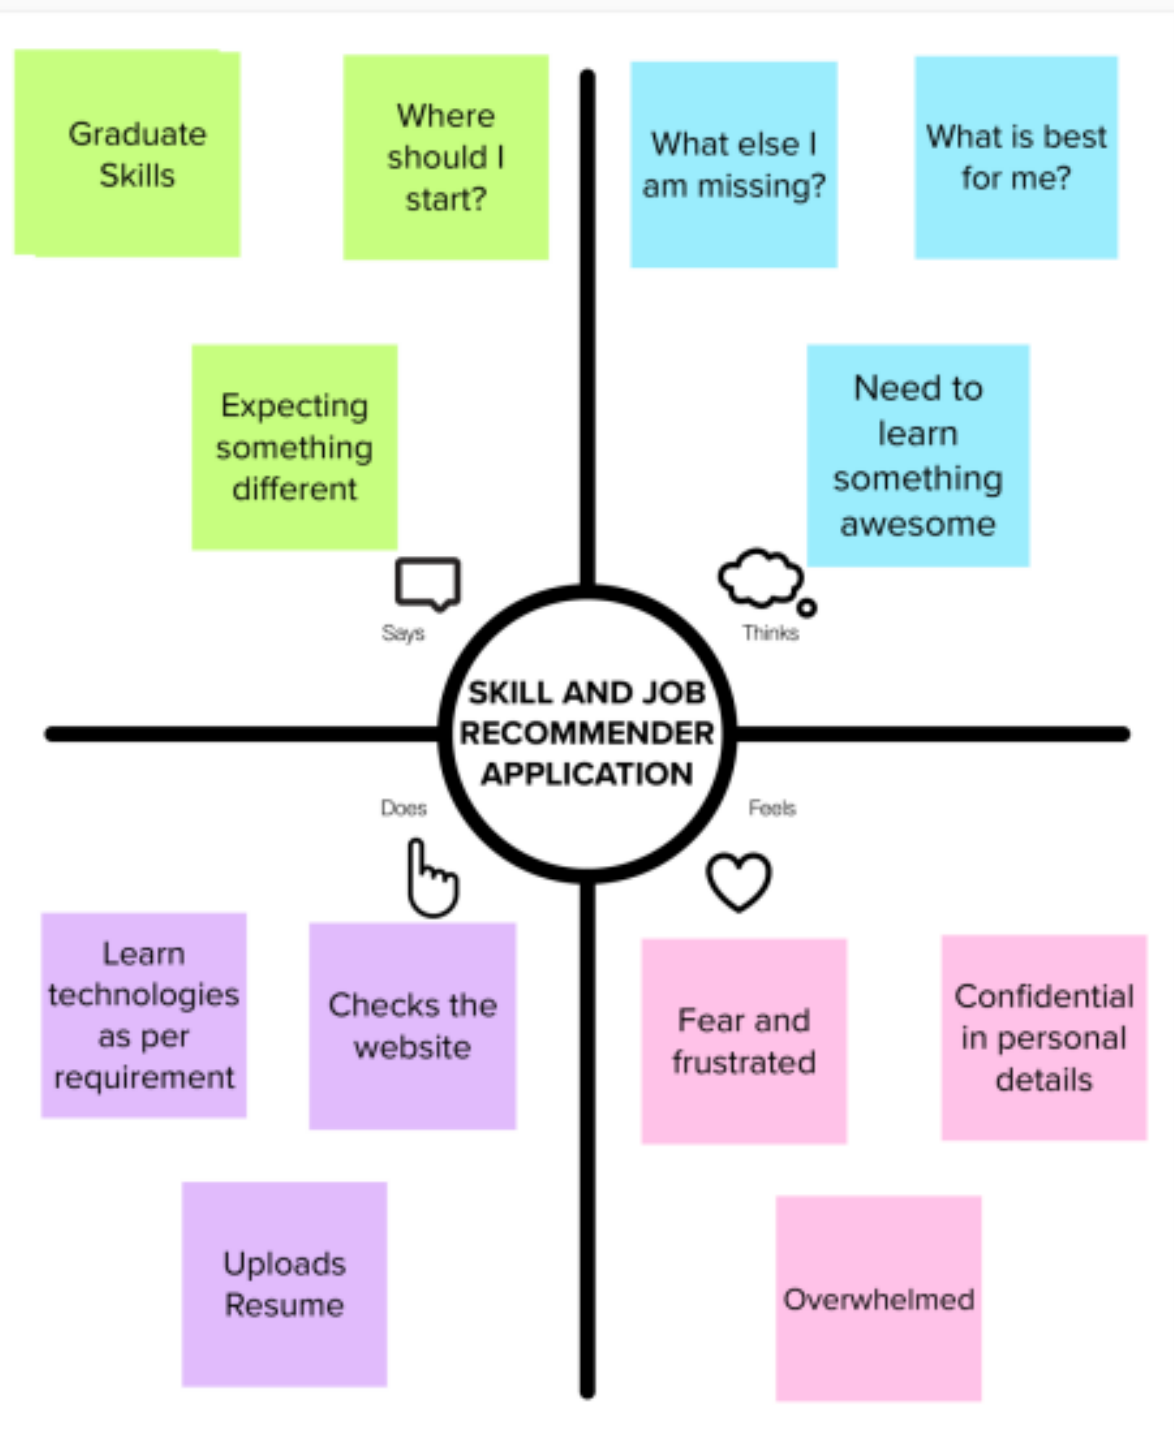 Graduate
Skills
Where
should I
start?
What else I
am missing?
What is best
for me?
Expecting
something
different
Need to
learn
something
awesome
Says
Thinks
SKILL AND JOB
RECOMMENDER
APPLICATION
Does
Feels
Learn
technologies
as per
requirement
Checks the
website
Fear and
frustrated
Confidential
in personal
details
Uploads
Resume
Overwhelmed